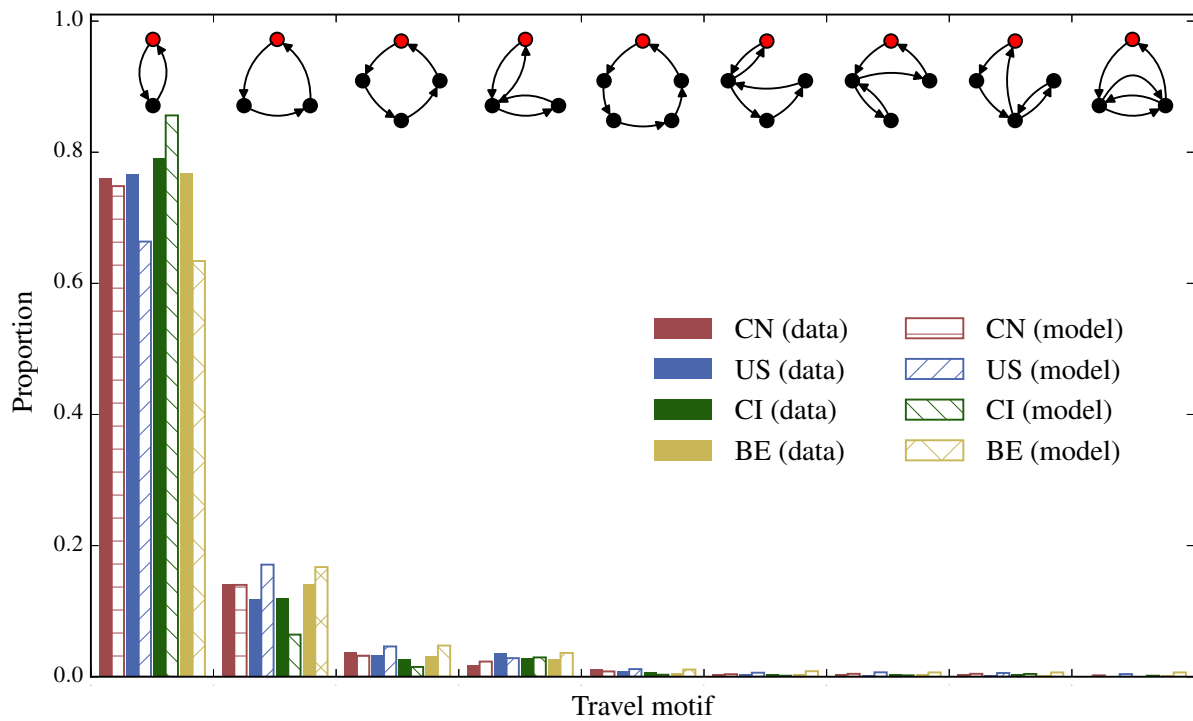 1.0
0.8
0.6
0.4
0.2
0.0
Proportion
CN (data) CN (model)
US (data) US (model)
CI (data) CI (model)
BE (data) BE (model)
Travel motif